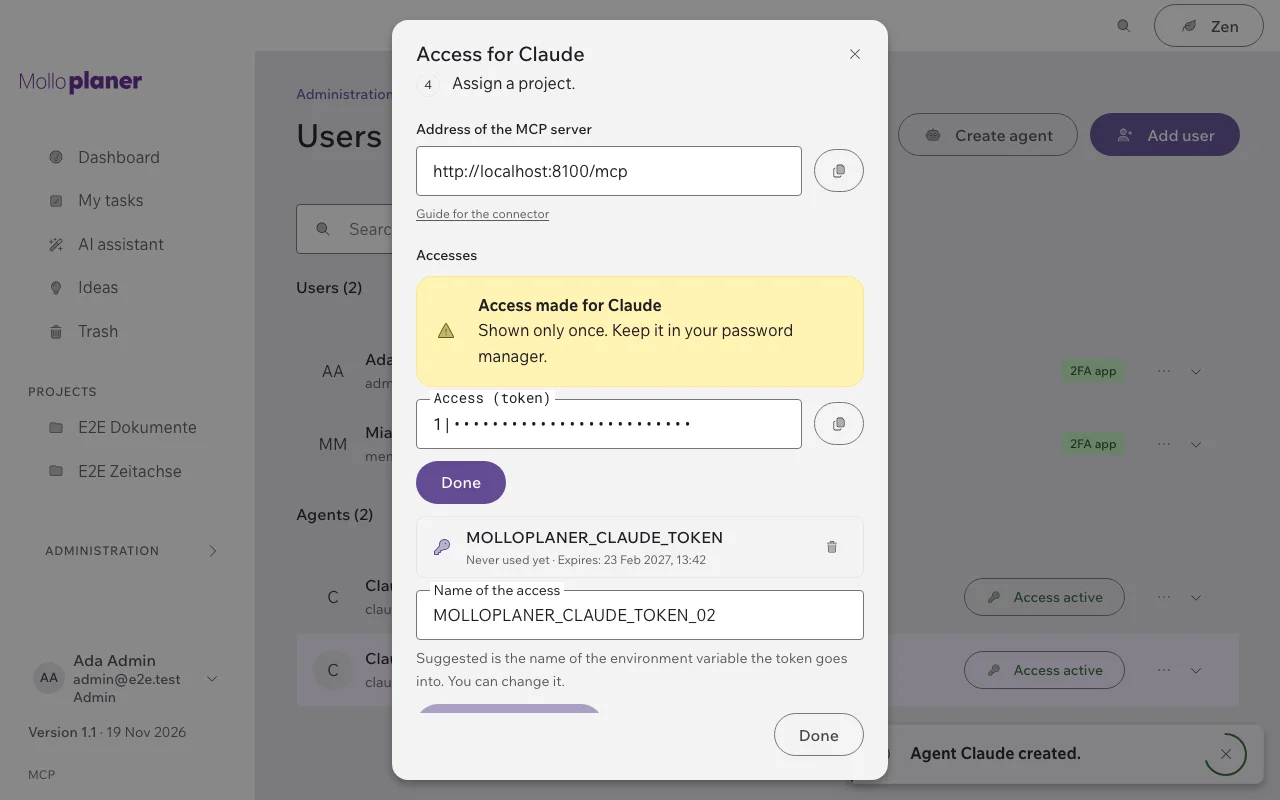 Zen
Molloplaner
Dashboard
My tasks
AI assistant
Ideas
Trash
PROJECTS
E2E Dokumente
E2E Zeitachse
ADMINISTRATION
AA
Ada Admin
admin@e2e.test
Admin
Version 1.1 · 19 Nov 2026
MCP
Administration
Users
Create agent
Add user
Searc
Users (2)
AA
Ada
adm
2FA app
MM
Mia
mem
2FA app
Agents (2)
C
Clau
claud
Access active
C
Clau
claud
Access active
Access for Claude
4 Assign a project.
Address of the MCP server
http://localhost:8100/mcp
Guide for the connector
Accesses
Access made for Claude
Shown only once. Keep it in your password
manager.
Access (token)
1|•••••••••••••••••••••••••
Done
MOLLOPLANER_CLAUDE_TOKEN
Never used yet · Expires: 23 Feb 2027, 13:42
Name of the access
MOLLOPLANER_CLAUDE_TOKEN_02
Suggested is the name of the environment variable the token goes
into. You can change it.
Done
Agent Claude created.